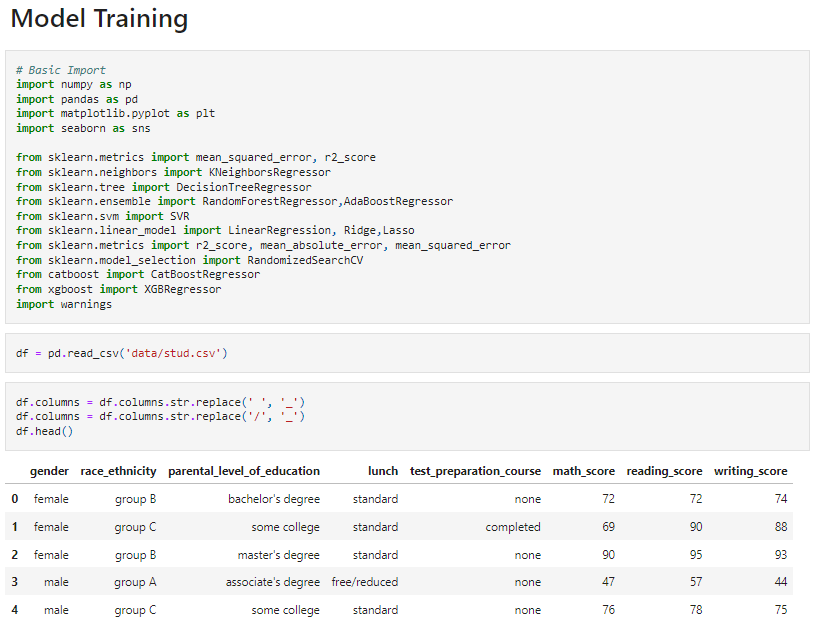 Model Training
# Basic Import
import numpy as np
import pandas as pd
import matplotlib.pyplot as plt
import seaborn as sns
from sklearn.metrics import mean_squared_error, r2_score
from sklearn.neighbors import KNeighborsRegressor
from sklearn.tree import DecisionTreeRegressor
from sklearn.ensemble import RandomForestRegressor,AdaBoostRegressor
from sklearn.svm import SVR
from sklearn.linear_model import LinearRegression, Ridge,Lasso
from sklearn.metrics import r2_score, mean_absolute_error, mean_squared_error
from sklearn.model_selection import RandomizedSearchCV
from catboost import CatBoostRegressor
from xgboost import XGBRegressor
import warnings
df = pd.read_csv('data/stud.csv')
df.columns = df.columns.str.replace(' ', '_')
df.columns = df.columns.str.replace('/', '_')
df.head()
gender race_ethnicity parental_level_of_education lunch test_preparation_course math_score reading_score writing_score
0 female group B bachelor's degree standard none 72 72 74
1 female group C some college standard completed 69 90 88
2 female group B master's degree standard none 90 95 93
3 male group A associate's degree free/reduced none 47 57 44
4 male group C some college standard none 76 78 75